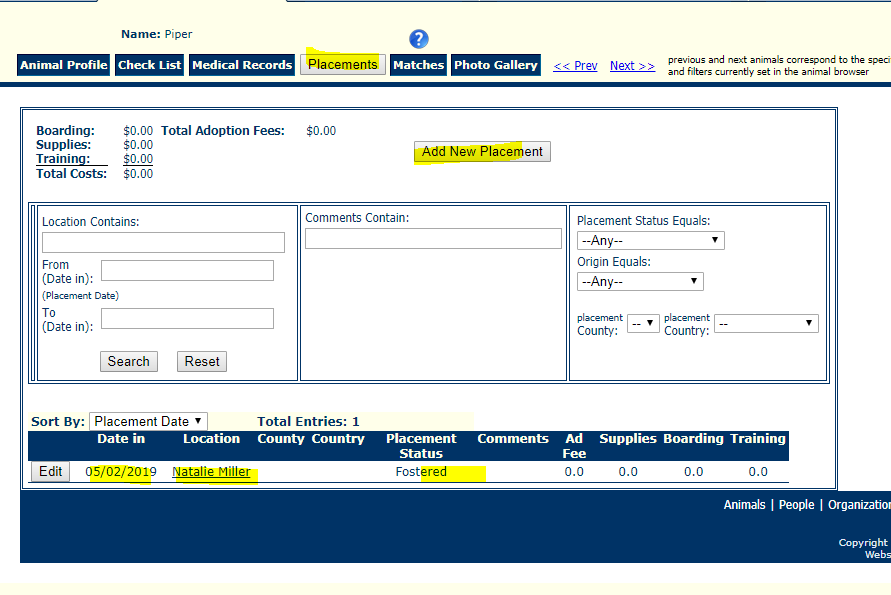 Name: Piper
?
Animal Profile Check List Medical Records Placements Matches Photo Gallery << Prev Next >> previous and next animals correspond to the speci
and filters currently set in the animal browser
Boarding: $0.00 Total Adoption Fees: $0.00
Supplies: $0.00
Training: $0.00
Total Costs: $0.00
Add New Placement
Location Contains:
From
(Date in):
(Placement Date)
To
(Date in):
Search Reset
Comments Contain:
Placement Status Equals:
--Any--
Origin Equals:
--Any--
placement County: -- placement Country: --
Sort By: Placement Date Total Entries: 1
Date in Location County Country Placement Status Comments Ad Fee Supplies Boarding Training
Edit 05/02/2019 Natalie Miller Fostered 0.0 0.0 0.0 0.0
Animals | People | Organization
Copyright
Webs